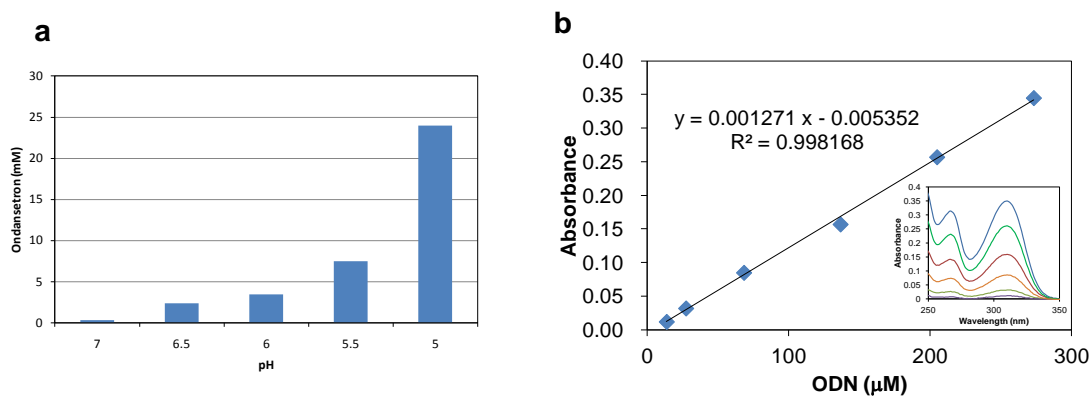 a
30
25
20
15
10
5
0
Ondansetron (mM)
7 6.5 6 5.5 5
pH
b
0.40
0.35
0.30
0.25
0.20
0.15
0.10
0.05
0.00
Absorbance
y = 0.001271 x - 0.005352
R² = 0.998168
0 100 200 300
ODN (μM)
0.4
0.35
0.3
0.25
0.2
0.15
0.1
0.05
0
Absorbance
250 300 350
Wavelength (nm)